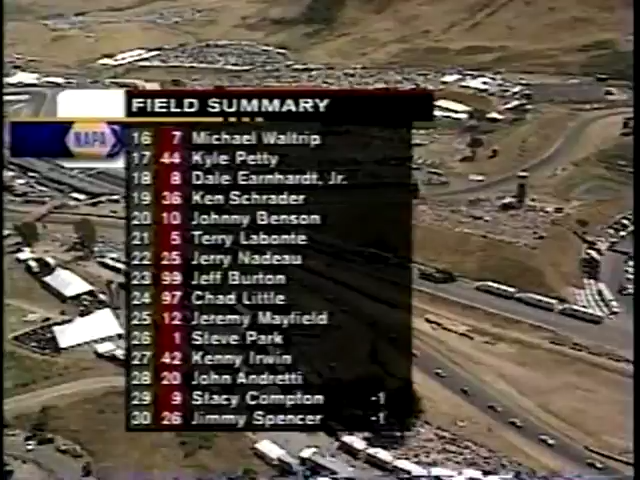 FIELD SUMMARY
NAPA
16 7 Michael Waltrip
17 44 Kyle Petty
18 8 Dale Earnhardt, Jr.
19 36 Ken Schrader
20 10 Johnny Benson
21 5 Terry Labonte
22 25 Jerry Nadeau
23 99 Jeff Burton
24 97 Chad Little
25 12 Jeremy Mayfield
26 1 Steve Park
27 42 Kenny Irwin
28 20 John Andretti
29 9 Stacy Compton -1
30 26 Jimmy Spencer -1